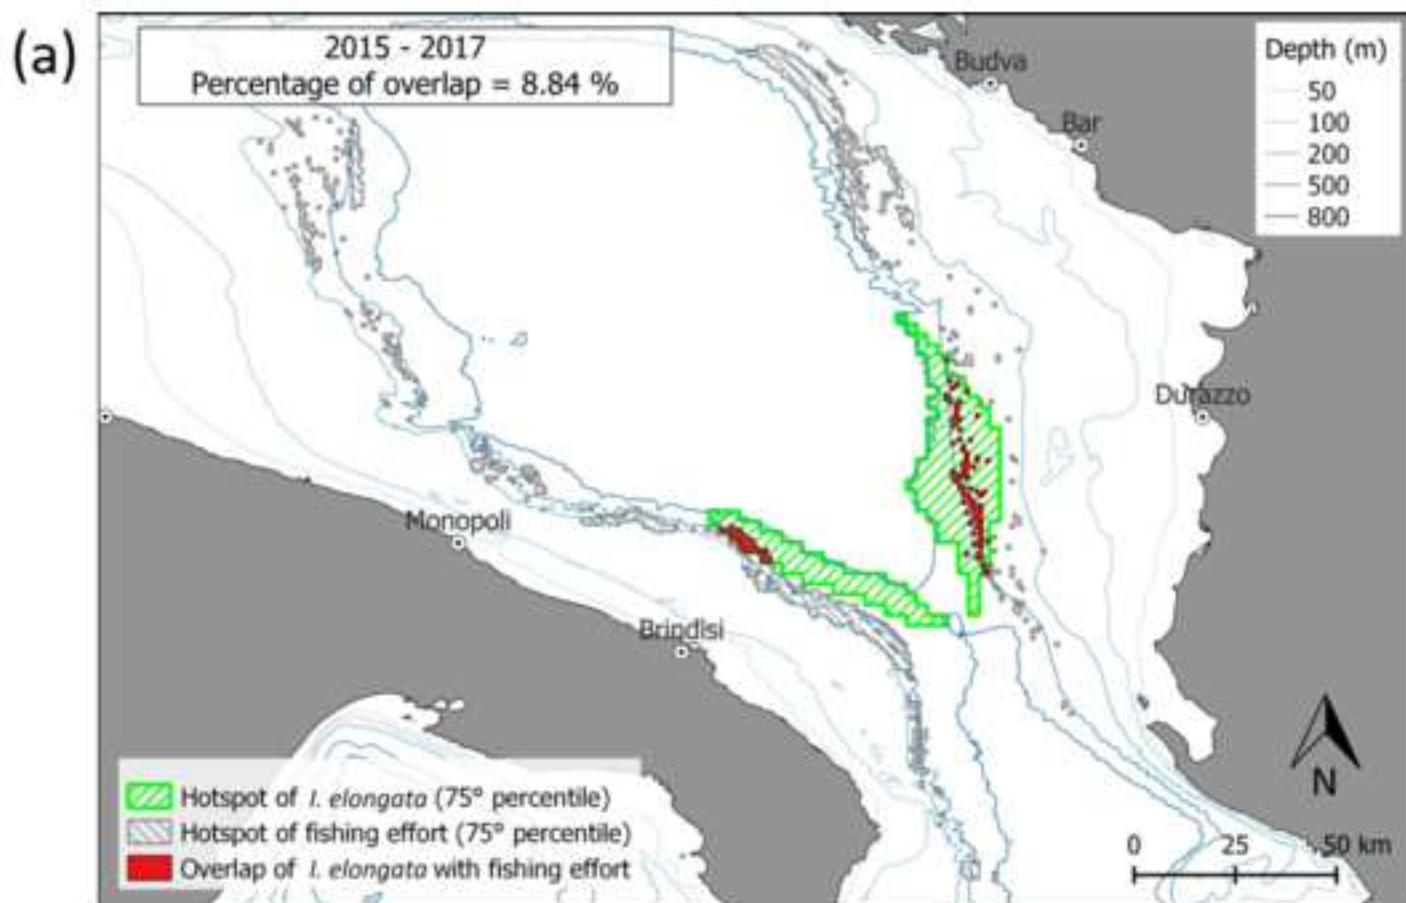 (a)
2015 - 2017
Percentage of overlap = 8.84 %
Budva
Bar
Depth (m)
50
100
200
500
800
Durazzo
Monopoli
Brindisi
Hotspot of I. elongata (75° percentile)
Hotspot of fishing effort (75° percentile)
Overlap of I. elongata with fishing effort
N
0 25 50 km